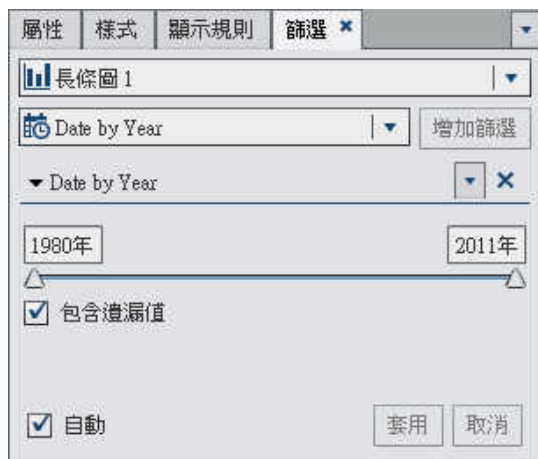 屬性 樣式 顯示規則 篩選
長條圖 1
Date by Year 增加篩選
Date by Year
1980年 2011年
包含遺漏值
自動 套用 取消